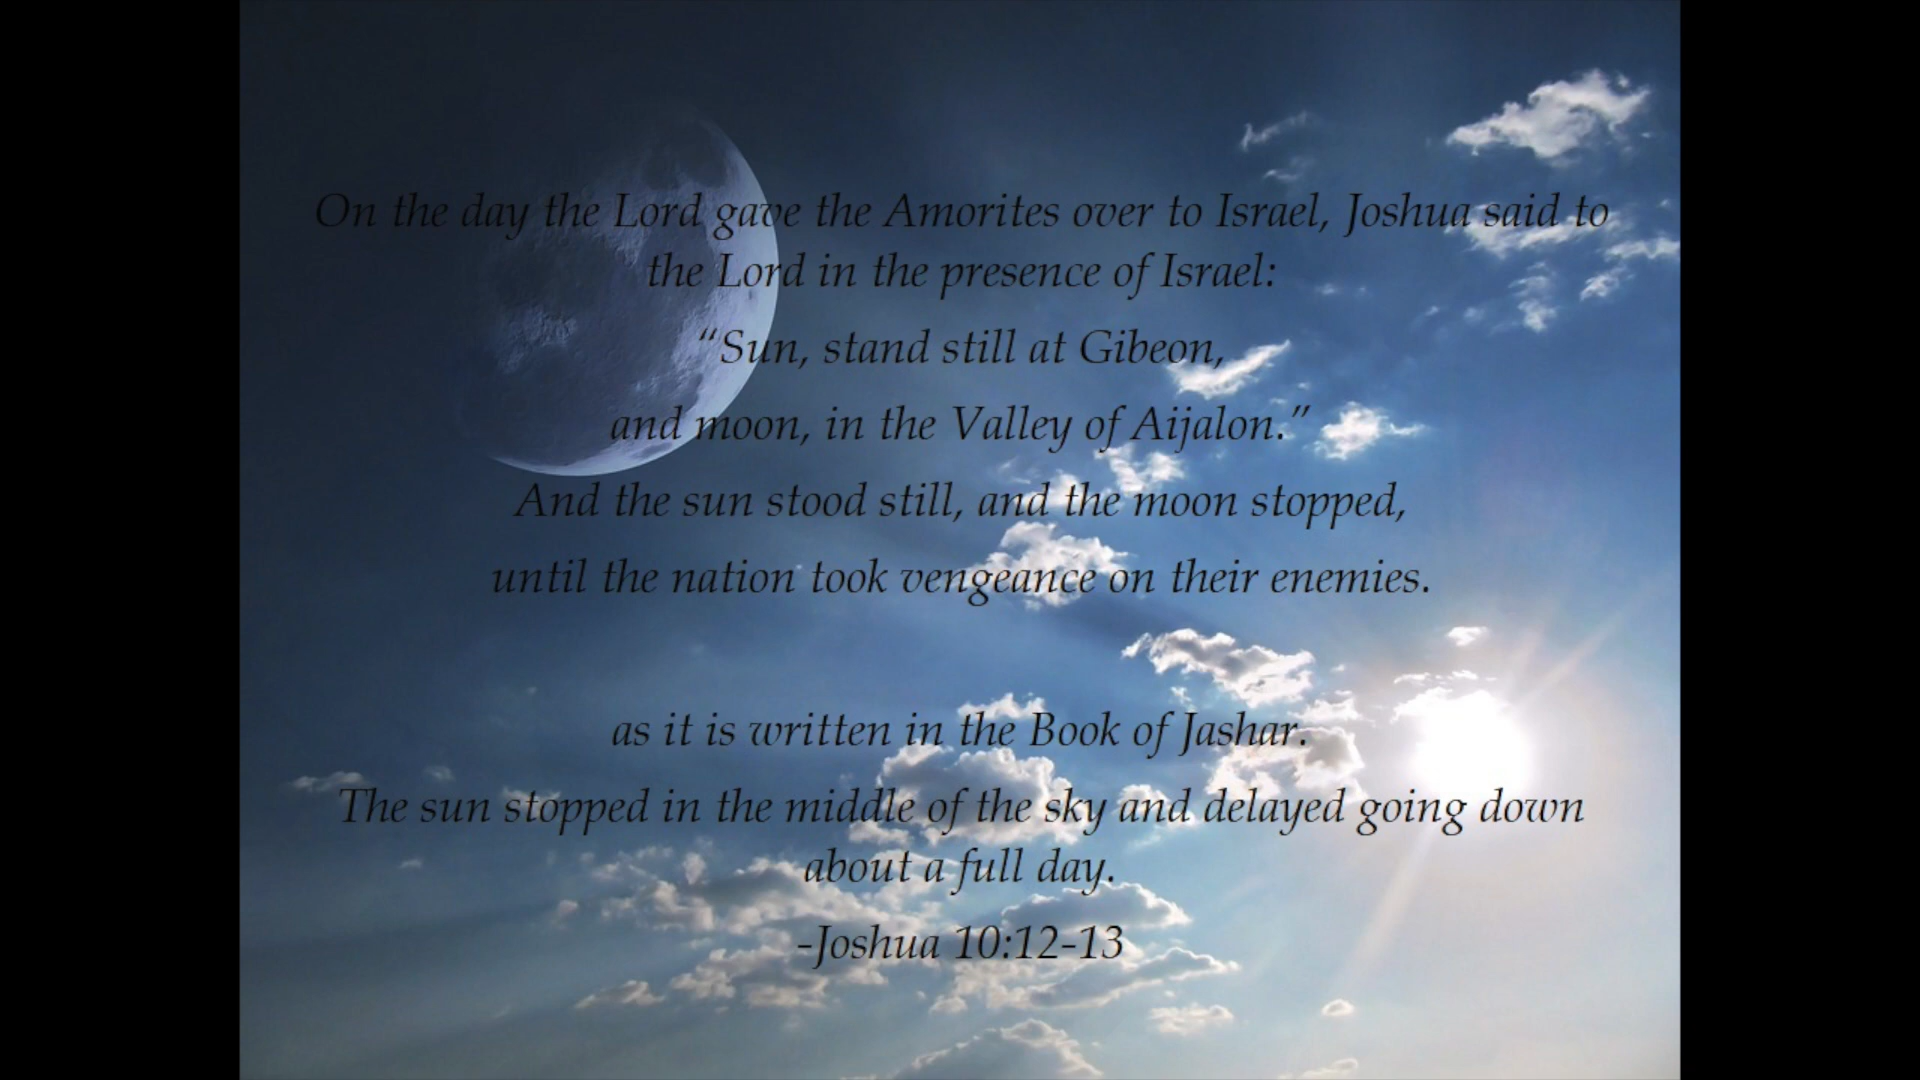 On the day the Lord gave the Amorites over to Israel, Joshua said to
the Lord in the presence of Israel:
“Sun, stand still at Gibeon,
and moon, in the Valley of Aijalon.”
And the sun stood still, and the moon stopped,
until the nation took vengeance on their enemies.
as it is written in the Book of Jashar.
The sun stopped in the middle of the sky and delayed going down
about a full day.
-Joshua 10:12-13